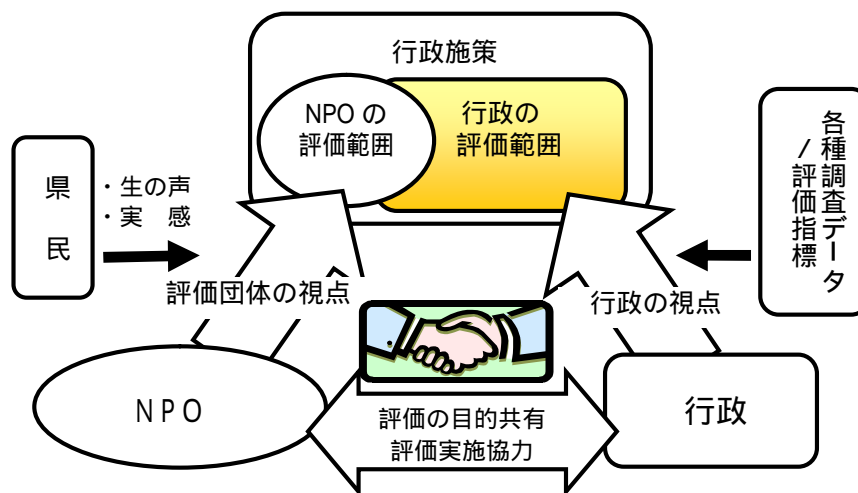 行政施策
NPO の
評価範囲
行政の
評価範囲
県民
・生の声
・実　感
各種調査データ
/評価指標
評価団体の視点
行政の視点
ＮＰＯ
評価の目的共有
評価実施協力
行政